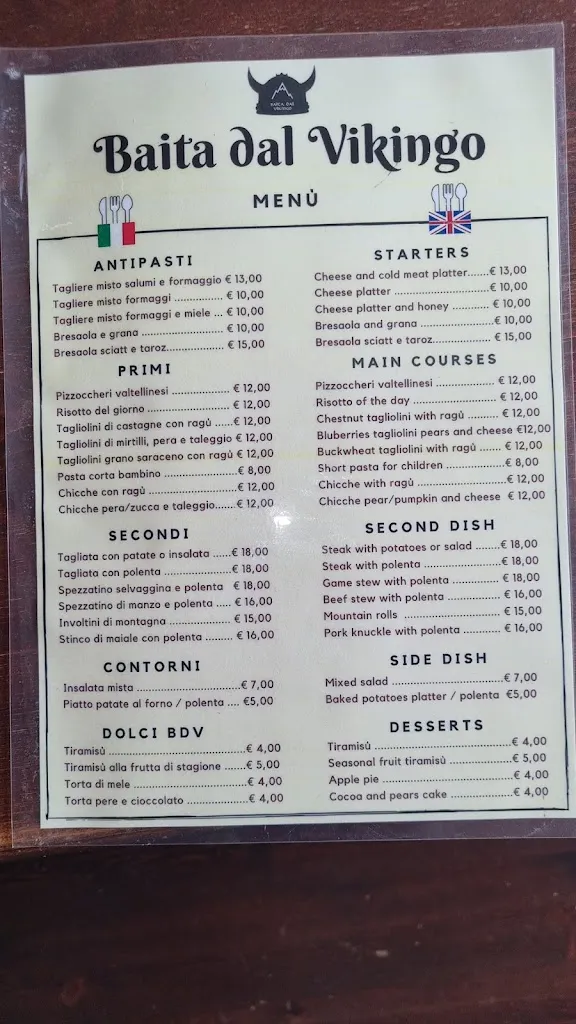 BAITA DAL
VIKINGO
Baita dal Vikingo
MENÙ
ANTIPASTI
Tagliere misto salumi e formaggio € 13,00
Tagliere misto formaggi ................. € 10,00
Tagliere misto formaggi e miele ... € 10,00
Bresaola e grana ............................ € 10,00
Bresaola sciatt e taroz.................... € 15,00
PRIMI
Pizzoccheri valtellinesi .................... € 12,00
Risotto del giorno ............................ € 12,00
Tagliolini di castagne con ragù ......€ 12,00
Tagliolini di mirtilli, pera e taleggio € 12,00
Tagliolini grano saraceno con ragù € 12,00
Pasta corta bambino ........................€ 8,00
Chicche con ragù ............................€ 12,00
Chicche pera/zucca e taleggio.......€ 12,00
SECONDI
Tagliata con patate o insalata ......€ 18,00
Tagliata con polenta ........................€ 18,00
Spezzatino selvaggina e polenta € 18,00
Spezzatino di manzo e polenta ..... € 16,00
Involtini di montagna ..................... € 15,00
Stinco di maiale con polenta ......... € 16,00
CONTORNI
Insalata mista ..................................€ 7,00
Piatto patate al forno / polenta .... €5,00
DOLCI BDV
Tiramisù ............................................€ 4,00
Tiramisù alla frutta di stagione .......€ 5,00
Torta di mele .....................................€ 4,00
Torta pere e cioccolato ....................€ 4,00
STARTERS
Cheese and cold meat platter.......€ 13,00
Cheese platter ................................€ 10,00
Cheese platter and honey ............ € 10,00
Bresaola and grana ........................€ 10,00
Bresaola sciatt e taroz................... € 15,00
MAIN COURSES
Pizzoccheri valtellinesi ................... € 12,00
Risotto of the day ........................... € 12,00
Chestnut tagliolini with ragù .......... € 12,00
Bluberries tagliolini pears and cheese €12,00
Buckwheat tagliolini with ragù ....... € 12,00
Short pasta for children ....................€ 8,00
Chicche with ragù ............................€ 12,00
Chicche pear/pumpkin and cheese € 12,00
SECOND DISH
Steak with potatoes or salad ........€ 18,00
Steak with polenta ..........................€ 18,00
Game stew with polenta ................ € 18,00
Beef stew with polenta ................... € 16,00
Mountain rolls ................................€ 15,00
Pork knuckle with polenta .............. € 16,00
SIDE DISH
Mixed salad .......................................€ 7,00
Baked potatoes platter / polenta €5,00
DESSERTS
Tiramisù ............................................€ 4,00
Seasonal fruit tiramisù ......................€ 5,00
Apple pie ...........................................€ 4,00
Cocoa and pears cake .....................€ 4,00